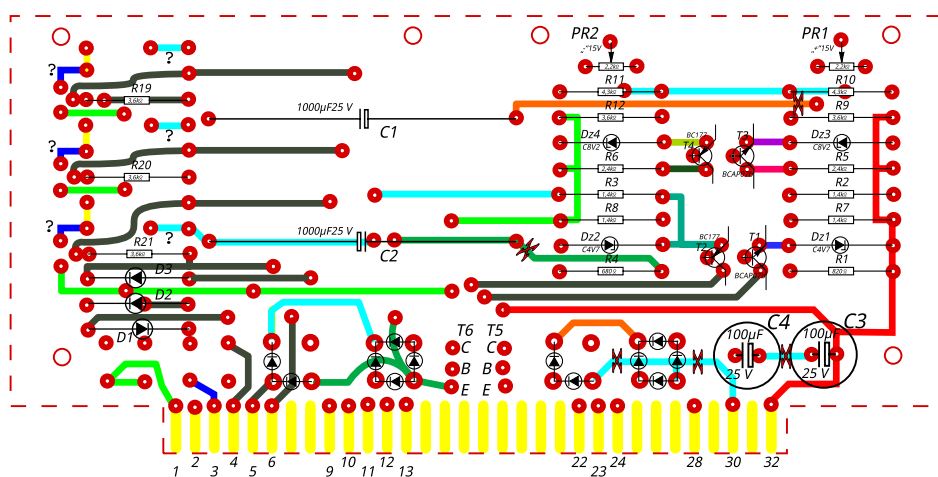 PR2
PR1
„-“15V
„+“15V
2,2kΩ
2,2kΩ
?
?
R19
3,6kΩ
R11
4,3kΩ
R10
4,3kΩ
1000µF25 V
C1
R12
3,6kΩ
R9
3,6kΩ
?
?
Dz4
C8V2
BC177
T4
T3
Dz3
C8V2
R20
3,6kΩ
R6
2,4kΩ
BCAP07b
R5
2,4kΩ
R3
1,4kΩ
R2
1,4kΩ
R8
1,4kΩ
R7
1,4kΩ
?
?
1000µF25 V
C2
R21
3,6kΩ
Dz2
C4V7
BC177
T2
T1
BCAP07b
Dz1
C4V7
R4
680Ω
R1
820Ω
D3
D2
D1
T6
T5
C
C
B
B
E
E
C4
100µF
25 V
C3
100µF
25 V
1
2
3
4
5
6
9
10
11
12
13
22
23
24
28
30
32